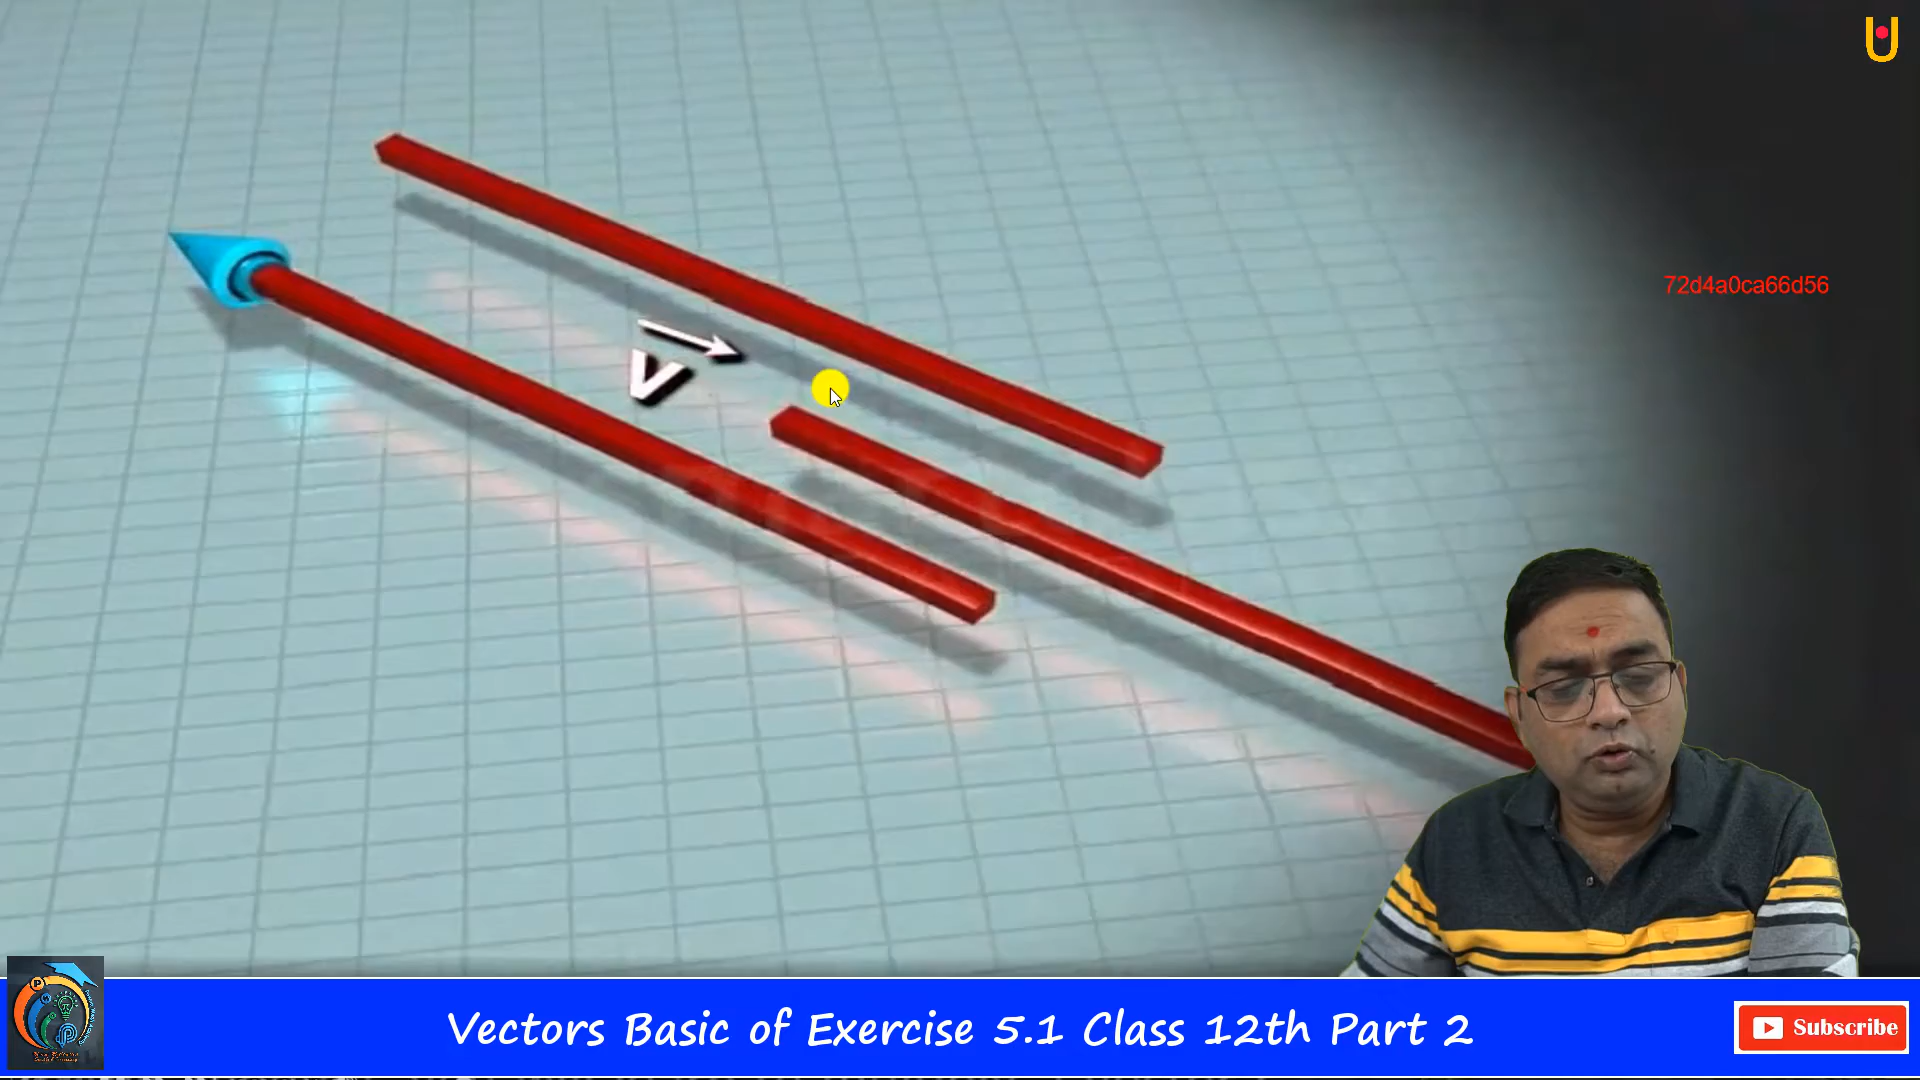 72d4a0ca66d56
V
Vectors Basic of Exercise 5.1 Class 12th Part 2
Subscribe